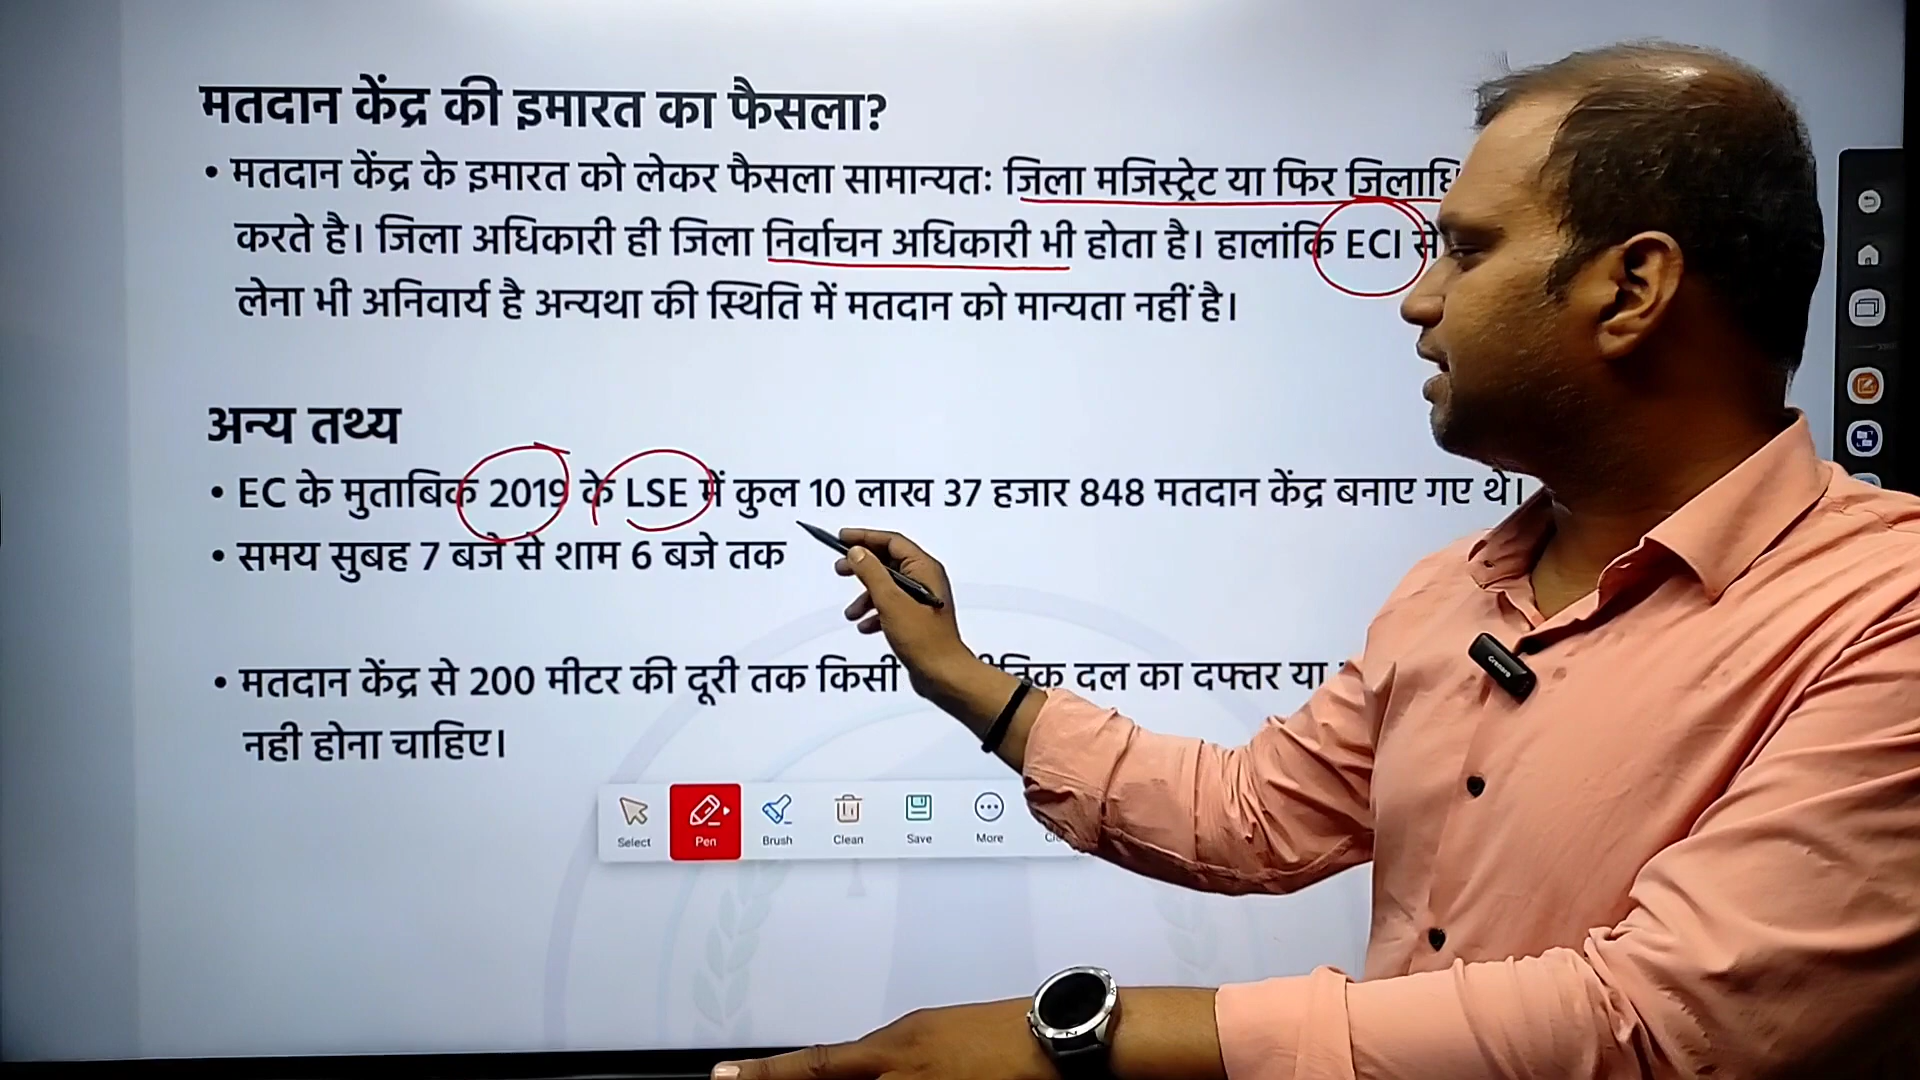 मतदान केंद्र की इमारत का फैसला?
• मतदान केंद्र के इमारत को लेकर फैसला सामान्यतः जिला मजिस्ट्रेट या फिर
करते है। जिला अधिकारी ही जिला निर्वाचन अधिकारी भी होता है। हालांकि ECI से
लेना भी अनिवार्य है अन्यथा की स्थिति में मतदान को मान्यता नहीं है।
अन्य तथ्य
• EC के मुताबिक 2019 के LSE में कुल 10 लाख 37 हजार 848 मतदान केंद्र बनाए गए थे।
• समय सुबह 7 बजे से शाम 6 बजे तक
• मतदान केंद्र से 200 मीटर की दूरी तक किसी दल का दफ्तर या
नही होना चाहिए।
Select Pen Brush Clean Save More